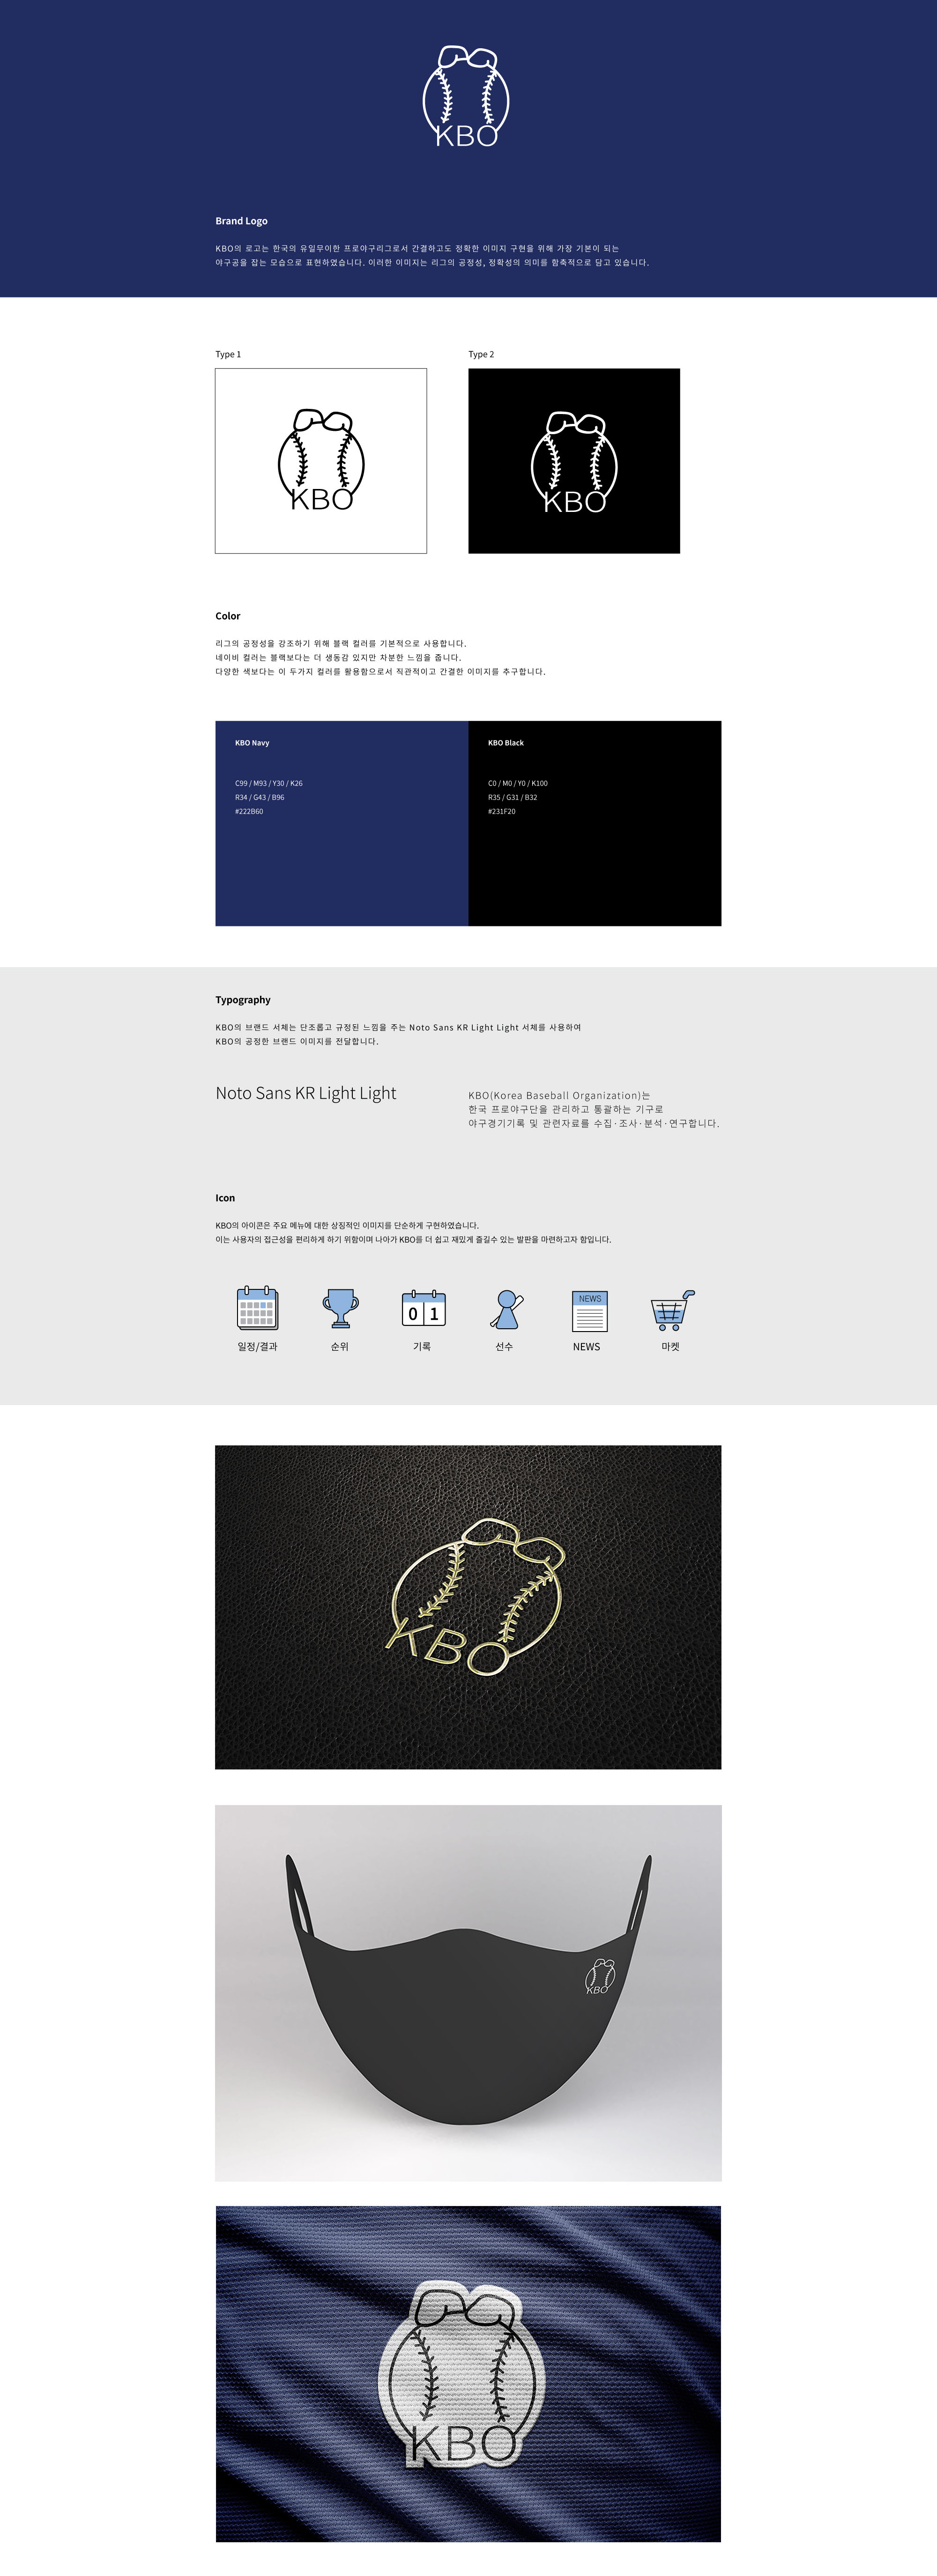 KBO
Brand Logo
KBO의 로고는 한국의 유일무이한 프로야구리그로서 간결하고도 정확한 이미지 구현을 위해 가장 기본이 되는
야구공을 잡는 모습으로 표현하였습니다. 이러한 이미지는 리그의 공정성, 정확성의 의미를 함축적으로 담고 있습니다.
Type 1
Type 2
KBO
KBO
Color
리그의 공정성을 강조하기 위해 블랙 컬러를 기본적으로 사용합니다.
네이비 컬러는 블랙보다는 더 생동감 있지만 차분한 느낌을 줍니다.
다양한 색보다는 이 두가지 컬러를 활용함으로서 직관적이고 간결한 이미지를 추구합니다.
KBO Navy
C99 / M93 / Y30 / K26
R34 / G43 / B96
#222B60
KBO Black
C0 / M0 / Y0 / K100
R35 / G31 / B32
#231F20
Typography
KBO의 브랜드 서체는 단조롭고 규정된 느낌을 주는 Noto Sans KR Light Light 서체를 사용하여
KBO의 공정한 브랜드 이미지를 전달합니다.
Noto Sans KR Light Light
KBO(Korea Baseball Organization)는
한국 프로야구단을 관리하고 통괄하는 기구로
야구경기기록 및 관련자료를 수집·조사·분석·연구합니다.
Icon
KBO의 아이콘은 주요 메뉴에 대한 상징적인 이미지를 단순하게 구현하였습니다.
이는 사용자의 접근성을 편리하게 하기 위함이며 나아가 KBO를 더 쉽고 재밌게 즐길수 있는 발판을 마련하고자 함입니다.
0 1
NEWS
일정/결과
순위
기록
선수
NEWS
마켓
KBO
KBO
KBO